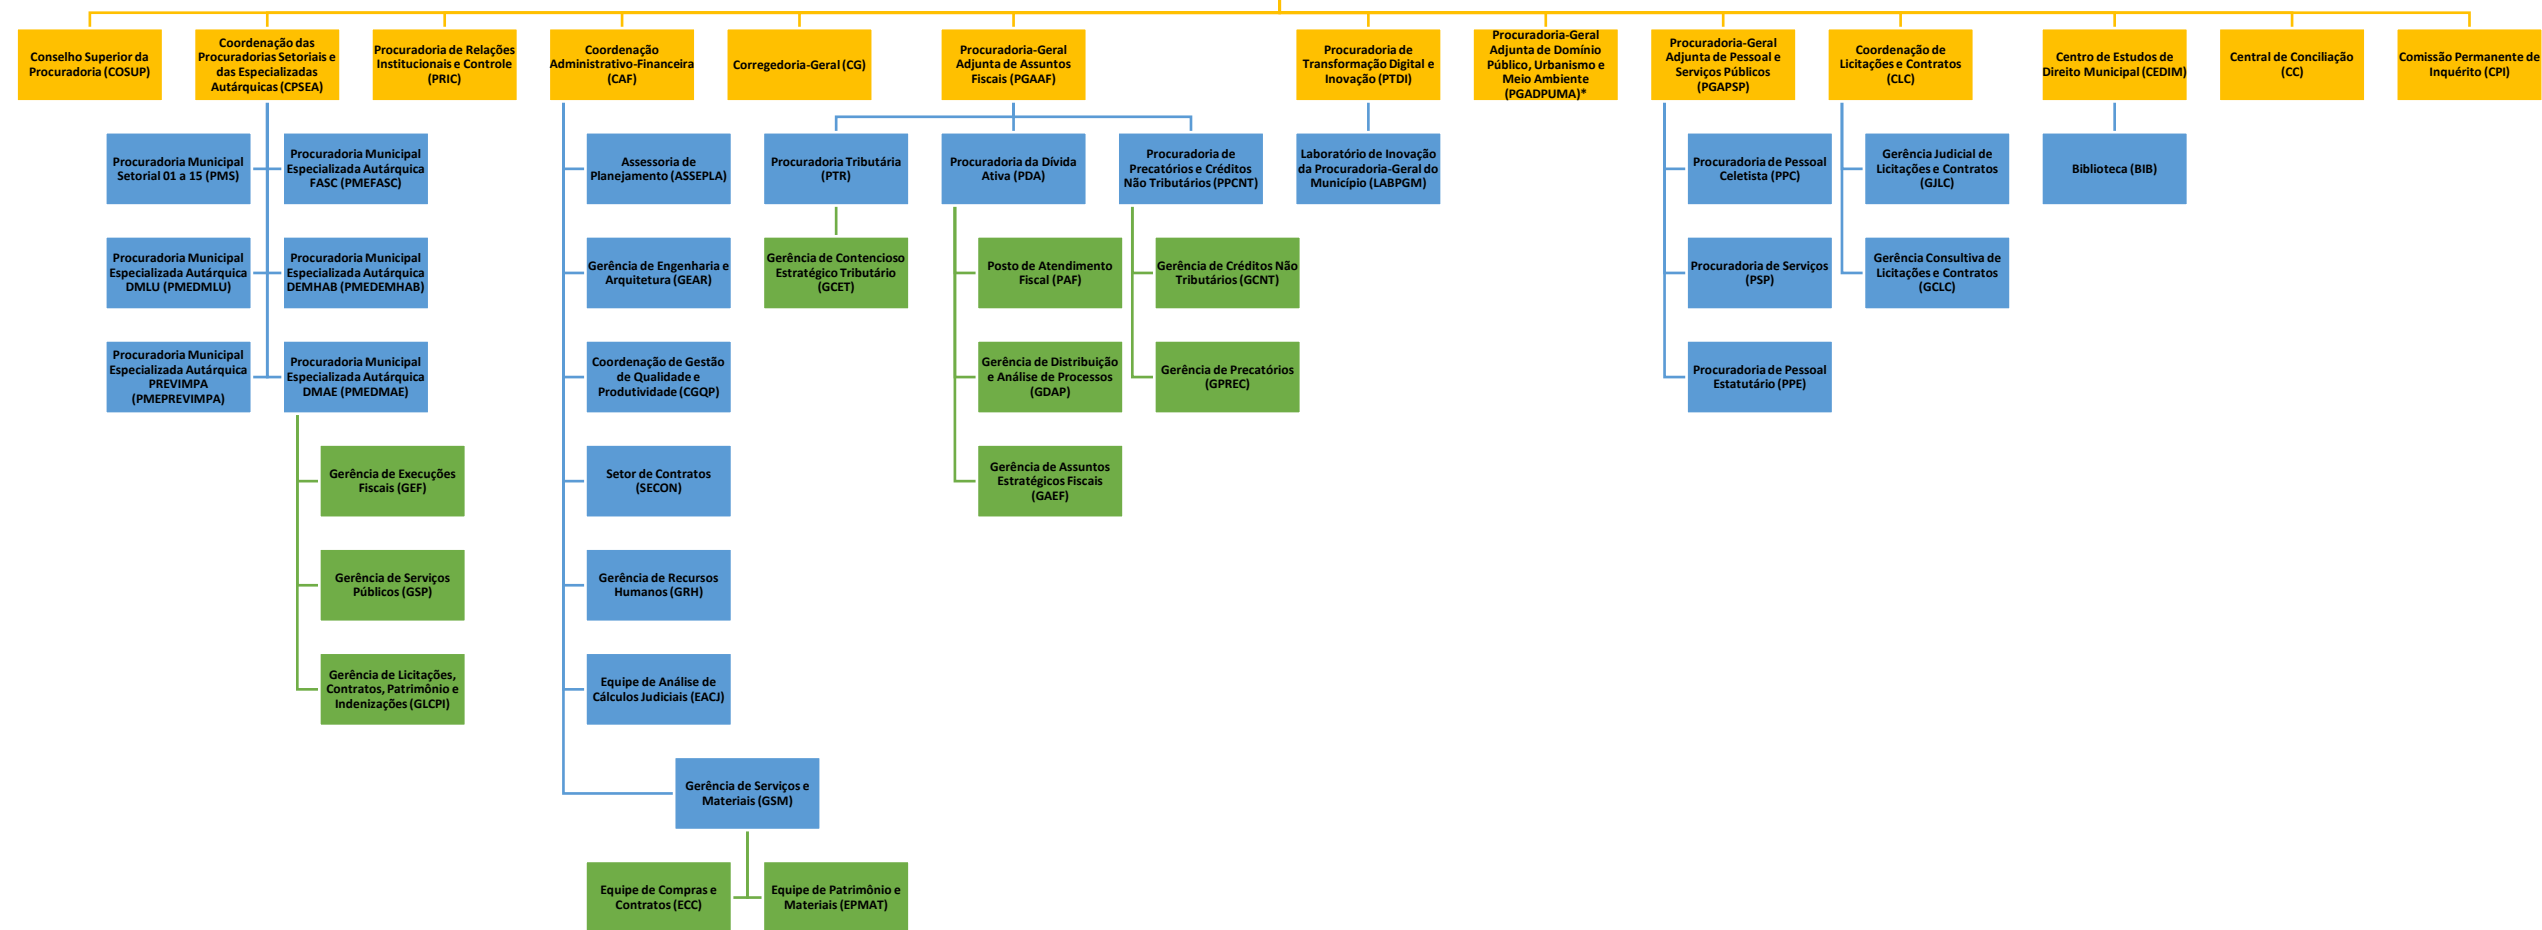 Conselho Superior da
Procuradoria (COSUP)
Coordenação das
Procuradorias Setoriais e
das Especializadas
Autárquicas (CPSEA)
Procuradoria de Relações
Institucionais e Controle
(PRIC)
Coordenação
Administrativo-Financeira
(CAF)
Corregedoria-Geral (CG)
Procuradoria-Geral
Adjunta de Assuntos
Fiscais (PGAAF)
Procuradoria de
Transformação Digital e
Inovação (PTDI)
Procuradoria-Geral
Adjunta de Domínio
Público, Urbanismo e
Meio Ambiente
(PGADPUMA)*
Procuradoria-Geral
Adjunta de Pessoal e
Serviços Públicos
(PGAPSP)
Coordenação de
Licitações e Contratos
(CLC)
Centro de Estudos de
Direito Municipal (CEDIM)
Central de Conciliação
(CC)
Comissão Permanente de
Inquérito (CPI)
Procuradoria Municipal
Setorial 01 a 15 (PMS)
Procuradoria Municipal
Especializada Autárquica
FASC (PMEFASC)
Assessoria de
Planejamento (ASSEPLA)
Procuradoria Tributária
(PTR)
Procuradoria da Dívida
Ativa (PDA)
Procuradoria de
Precatórios e Créditos
Não Tributários (PPCNT)
Laboratório de Inovação
da Procuradoria-Geral do
Município (LABPGM)
Procuradoria de Pessoal
Celetista (PPC)
Gerência Judicial de
Licitações e Contratos
(GJLC)
Biblioteca (BIB)
Procuradoria Municipal
Especializada Autárquica
DMLU (PMEDMLU)
Procuradoria Municipal
Especializada Autárquica
DEMHAB (PMEDEMHAB)
Gerência de Engenharia e
Arquitetura (GEAR)
Gerência de Contencioso
Estratégico Tributário
(GCET)
Posto de Atendimento
Fiscal (PAF)
Gerência de Créditos Não
Tributários (GCNT)
Procuradoria de Serviços
(PSP)
Gerência Consultiva de
Licitações e Contratos
(GCLC)
Procuradoria Municipal
Especializada Autárquica
PREVIMPA
(PMEPREVIMPA)
Procuradoria Municipal
Especializada Autárquica
DMAE (PMEDMAE)
Coordenação de Gestão
de Qualidade e
Produtividade (CGQP)
Gerência de Distribuição
e Análise de Processos
(GDAP)
Gerência de Precatórios
(GPREC)
Procuradoria de Pessoal
Estatutário (PPE)
Gerência de Execuções
Fiscais (GEF)
Setor de Contratos
(SECON)
Gerência de Assuntos
Estratégicos Fiscais
(GAEF)
Gerência de Serviços
Públicos (GSP)
Gerência de Recursos
Humanos (GRH)
Gerência de Licitações,
Contratos, Patrimônio e
Indenizações (GLCPI)
Equipe de Análise de
Cálculos Judiciais (EACJ)
Gerência de Serviços e
Materiais (GSM)
Equipe de Compras e
Contratos (ECC)
Equipe de Patrimônio e
Materiais (EPMAT)